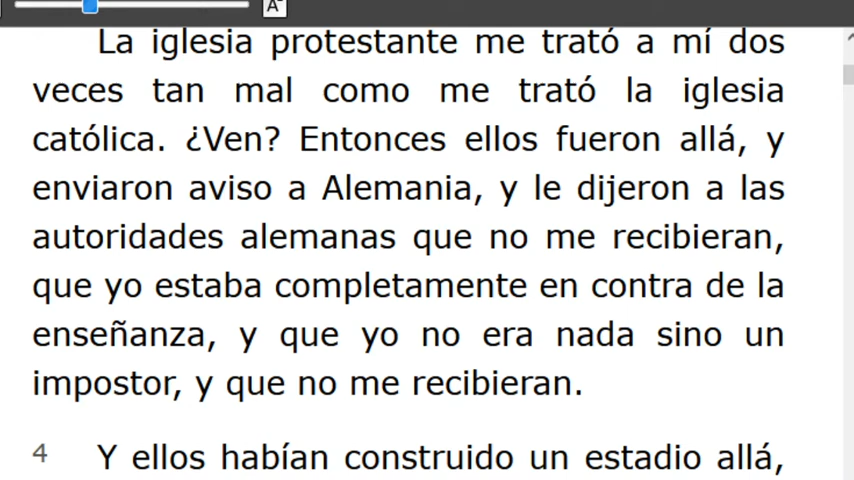 A
La iglesia protestante me trató a mí dos
veces tan mal como me trató la iglesia
católica. ¿Ven? Entonces ellos fueron allá, y
enviaron aviso a Alemania, y le dijeron a las
autoridades alemanas que no me recibieran,
que yo estaba completamente en contra de la
enseñanza, y que yo no era nada sino un
impostor, y que no me recibieran.
4 Y ellos habían construido un estadio allá,